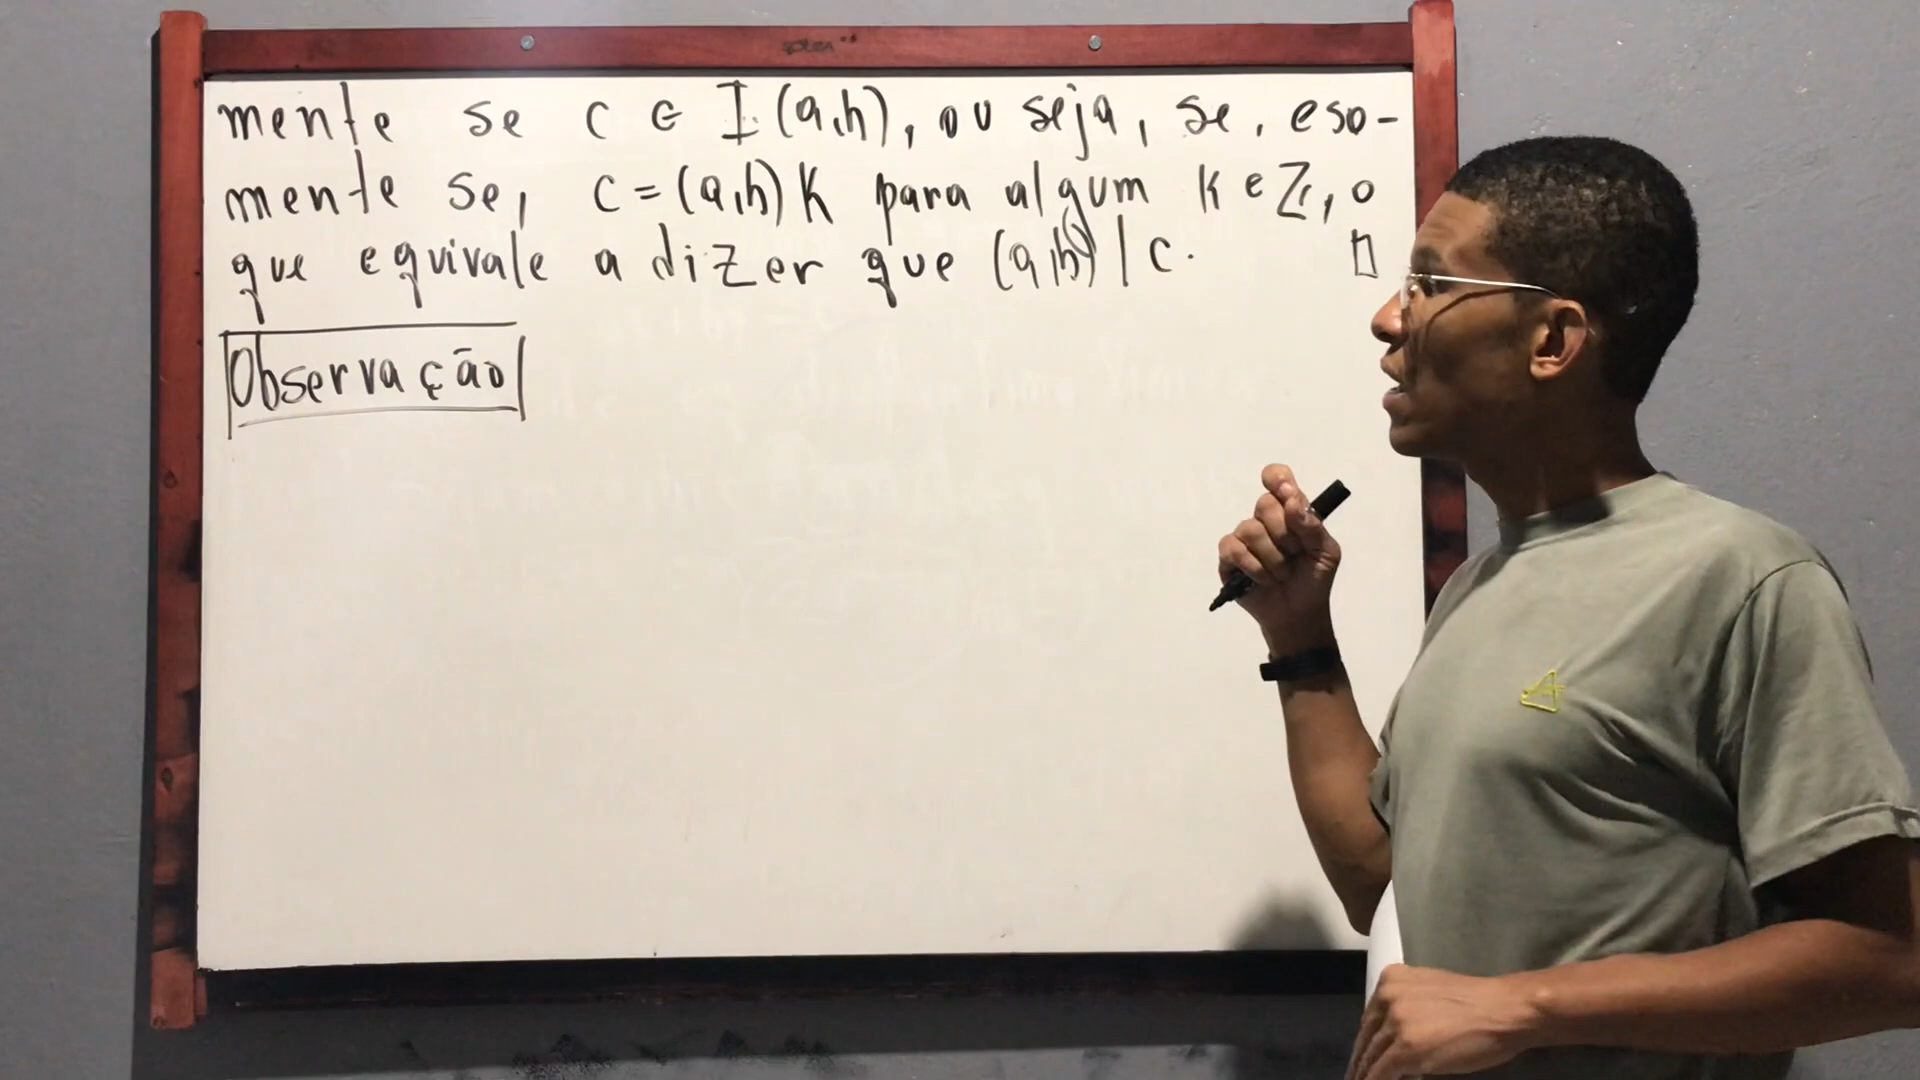 mente se c ∈ I(a,b), ou seja, se, e so-
mente se, c = (a,b)k para algum k ∈ Z, o
que equivale a dizer que (a,b) | c. □
Observação